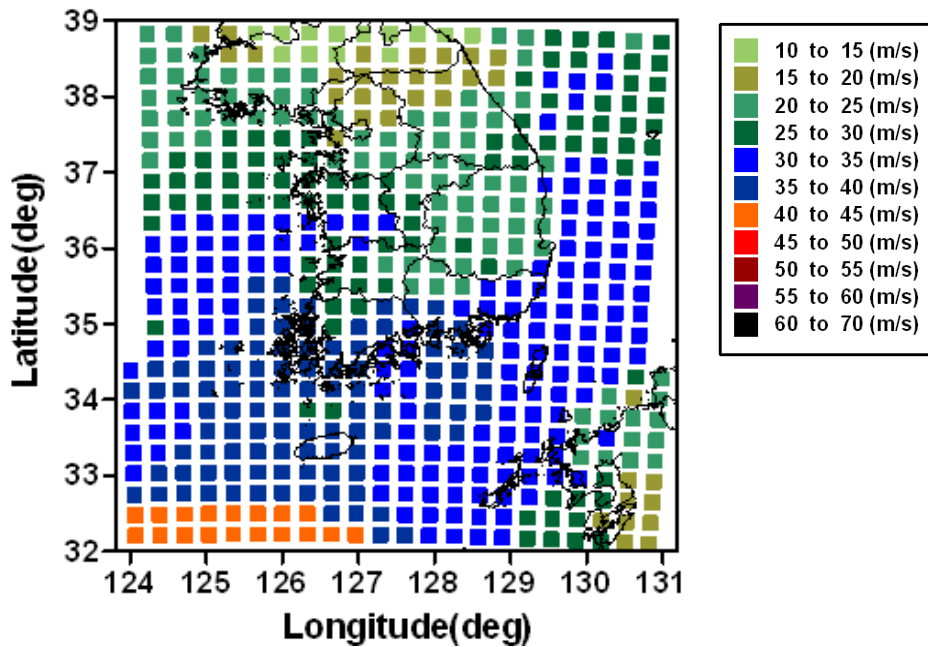 39
38
37
36
35
34
33
32
Latitude(deg)
124 125 126 127 128 129 130 131
Longitude(deg)
10 to 15 (m/s)
15 to 20 (m/s)
20 to 25 (m/s)
25 to 30 (m/s)
30 to 35 (m/s)
35 to 40 (m/s)
40 to 45 (m/s)
45 to 50 (m/s)
50 to 55 (m/s)
55 to 60 (m/s)
60 to 70 (m/s)